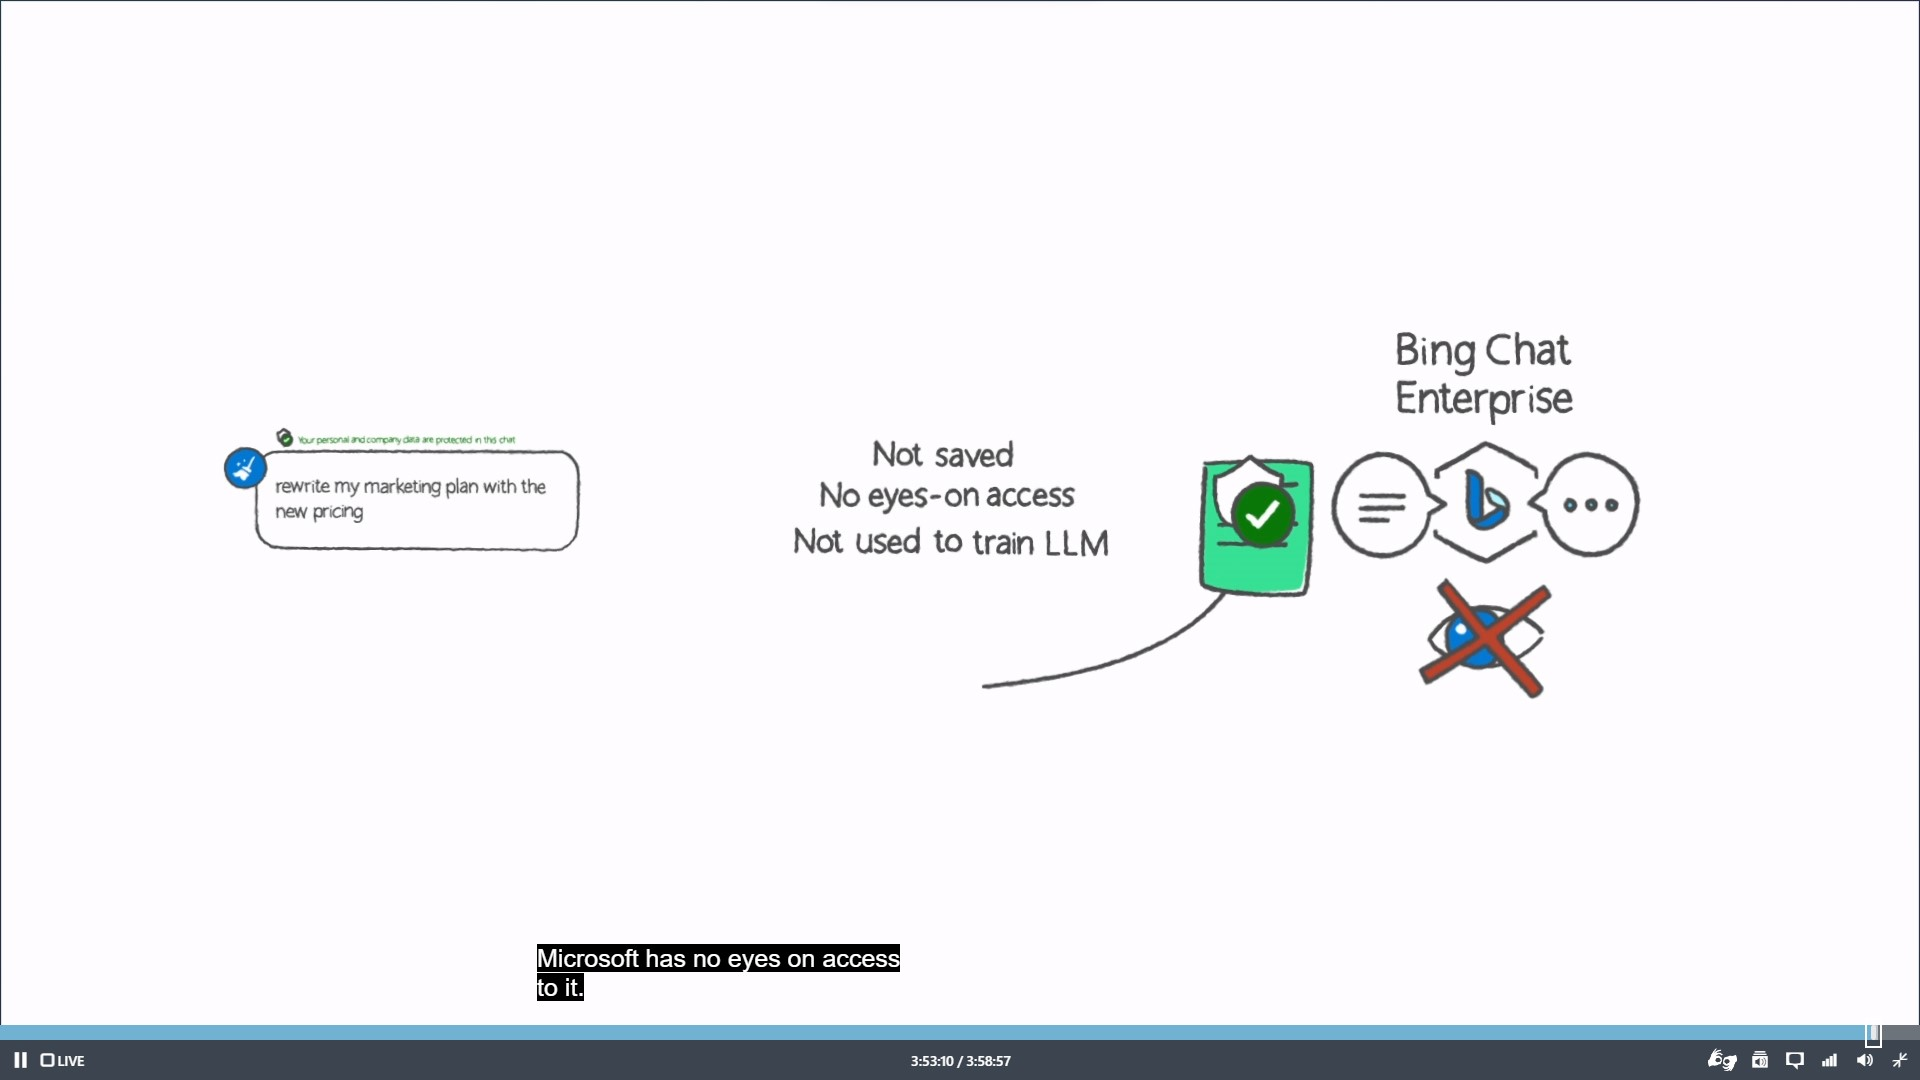 Bing Chat
Enterprise
Your personal and company data are protected in this chat
rewrite my marketing plan with the
new pricing
Not saved
No eyes-on access
Not used to train LLM
Microsoft has no eyes on access
to it.
LIVE
3:53:10 / 3:58:57